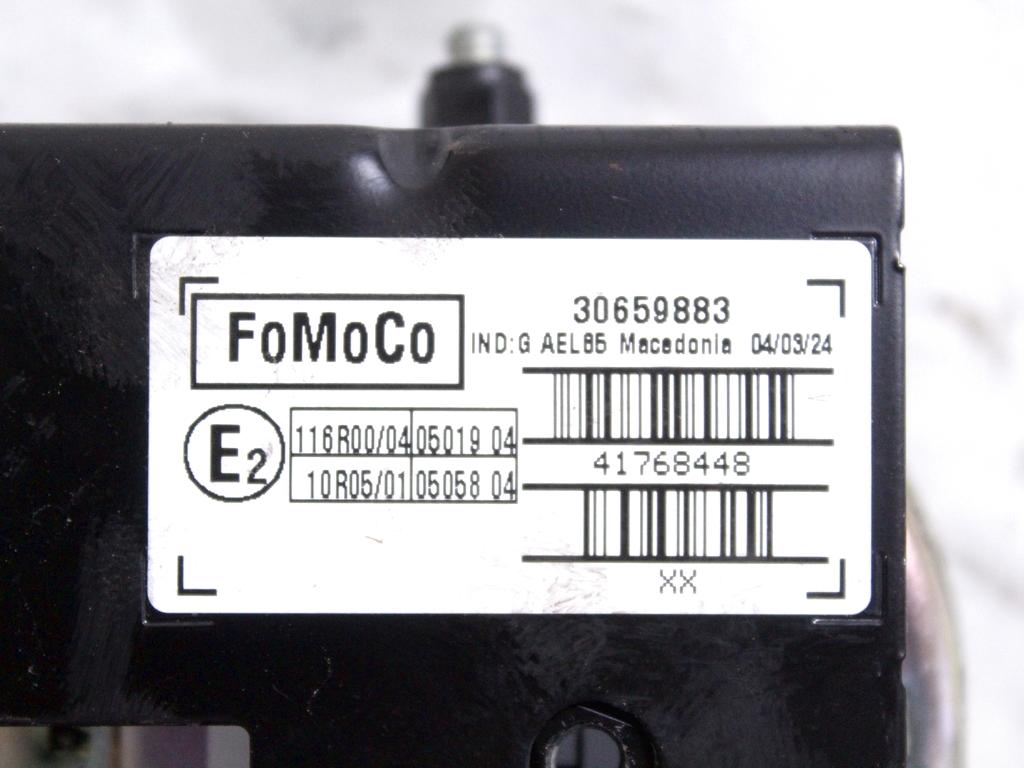 30659883
FoMoCo
IND:G AEL65 Macedonia 04/03/24
E2
116R00/04 05019 04
10R05/01 05058 04
41768448
XX